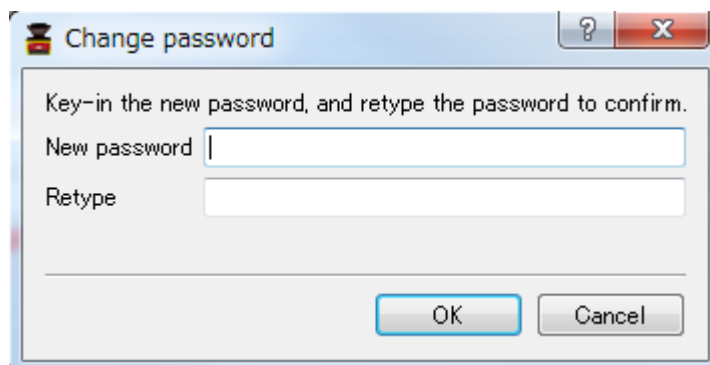 Change password
Key-in the new password, and retype the password to confirm.
New password
Retype
OK Cancel